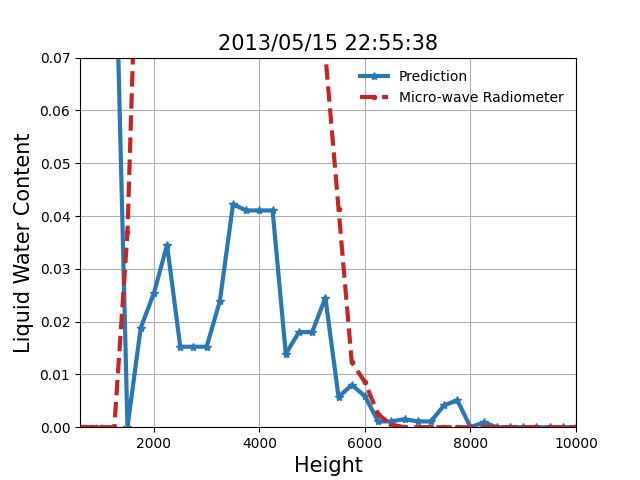 2013/05/15 22:55:38
0.07
0.06
0.05
0.04
0.03
0.02
0.01
0.00
Liquid Water Content
Prediction
Micro-wave Radiometer
2000 4000 6000 8000 10000
Height